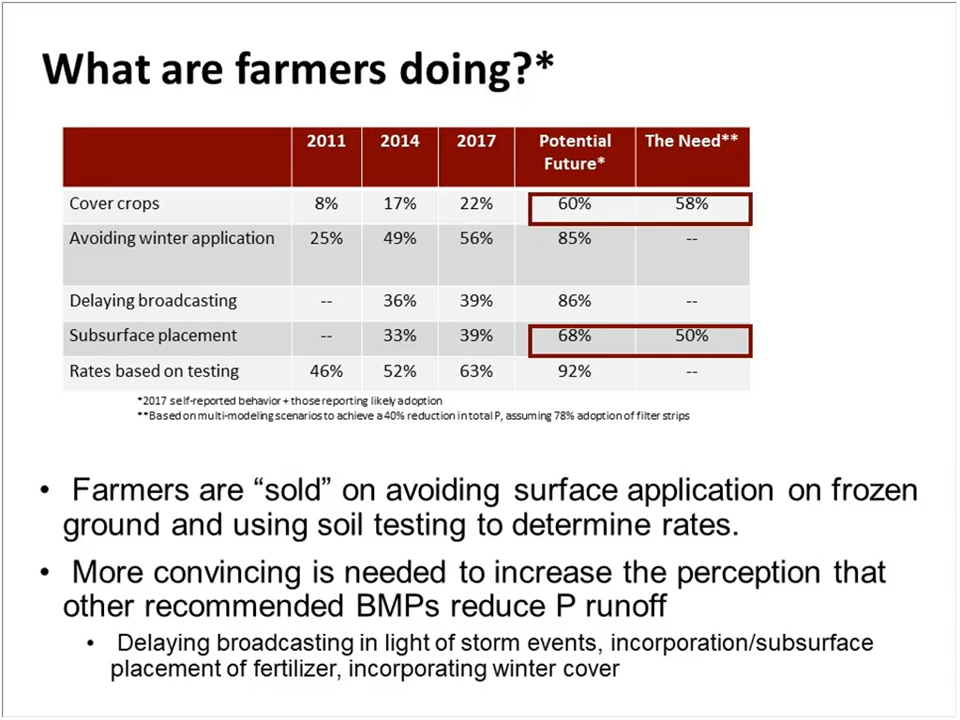 What are farmers doing?*
2011 2014 2017 Potential Future* The Need**
Cover crops 8% 17% 22% 60% 58%
Avoiding winter application 25% 49% 56% 85% --
Delaying broadcasting -- 36% 39% 86% --
Subsurface placement -- 33% 39% 68% 50%
Rates based on testing 46% 52% 63% 92% --
*2017 self-reported behavior + those reporting likely adoption
**Based on multi-modeling scenarios to achieve a 40% reduction in total P, assuming 78% adoption of filter strips
• Farmers are “sold” on avoiding surface application on frozen
ground and using soil testing to determine rates.
• More convincing is needed to increase the perception that
other recommended BMPs reduce P runoff
• Delaying broadcasting in light of storm events, incorporation/subsurface
placement of fertilizer, incorporating winter cover